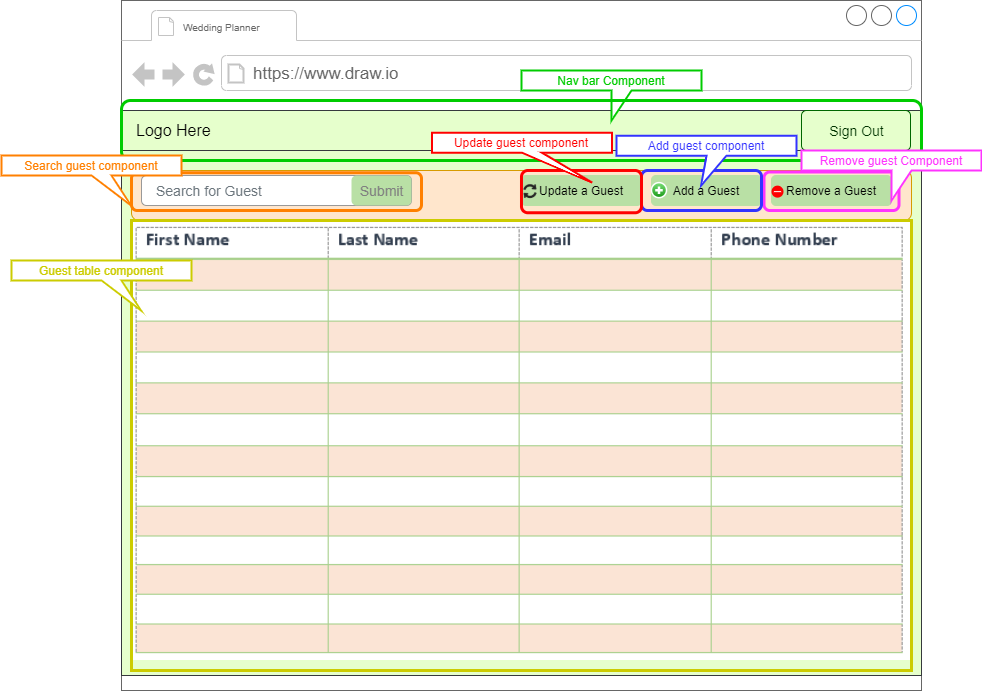 Wedding Planner
https://www.draw.io
Nav bar Component
Logo Here
Sign Out
Update guest component
Add guest component
Remove guest Component
Search guest component
Search for Guest
Submit
Update a Guest
Add a Guest
Remove a Guest
First Name
Last Name
Email
Phone Number
Guest table component